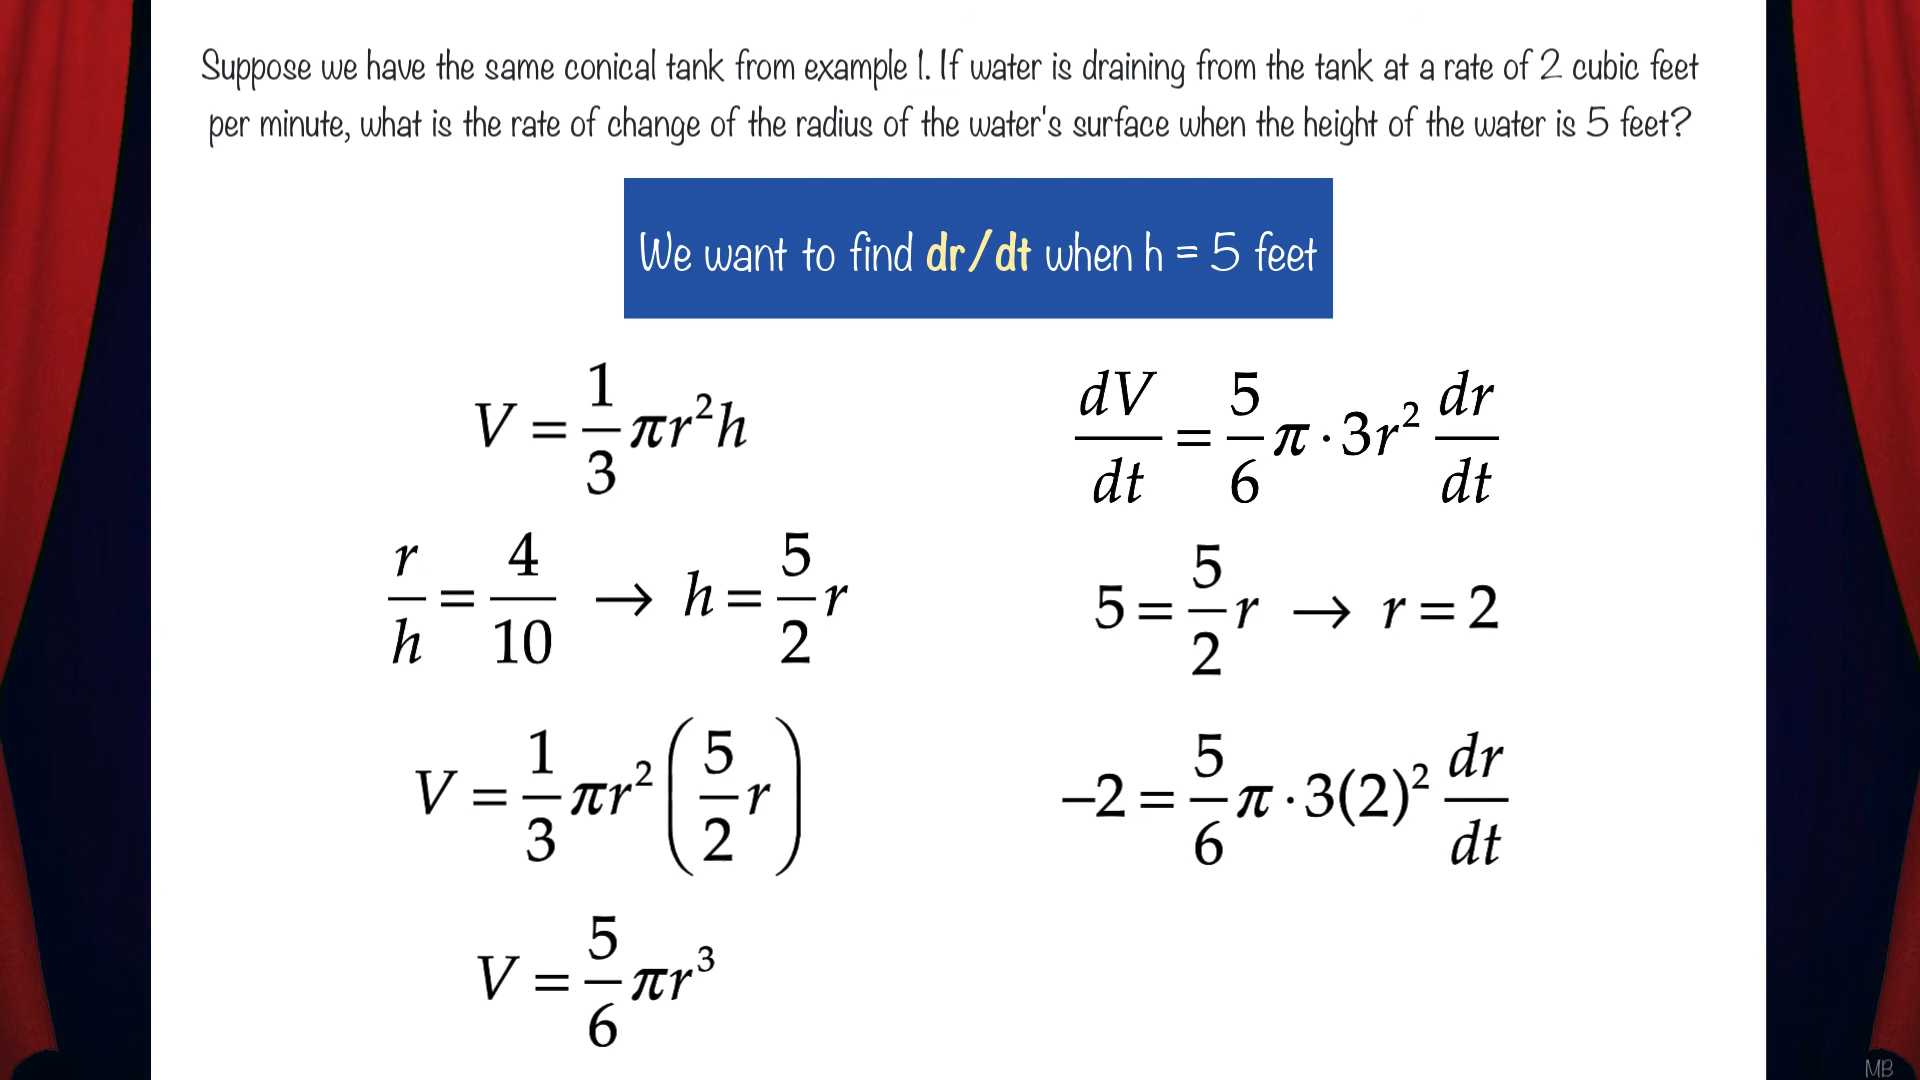 Suppose we have the same conical tank from example 1. If water is draining from the tank at a rate of 2 cubic feet
per minute, what is the rate of change of the radius of the water's surface when the height of the water is 5 feet?
We want to find dr/dt when h = 5 feet
V = 1/3 πr²h
r/h = 4/10 → h = 5/2 r
V = 1/3 πr² (5/2 r)
V = 5/6 πr³
dV/dt = 5/6 π · 3r² dr/dt
5 = 5/2 r → r = 2
−2 = 5/6 π · 3(2)² dr/dt
MB